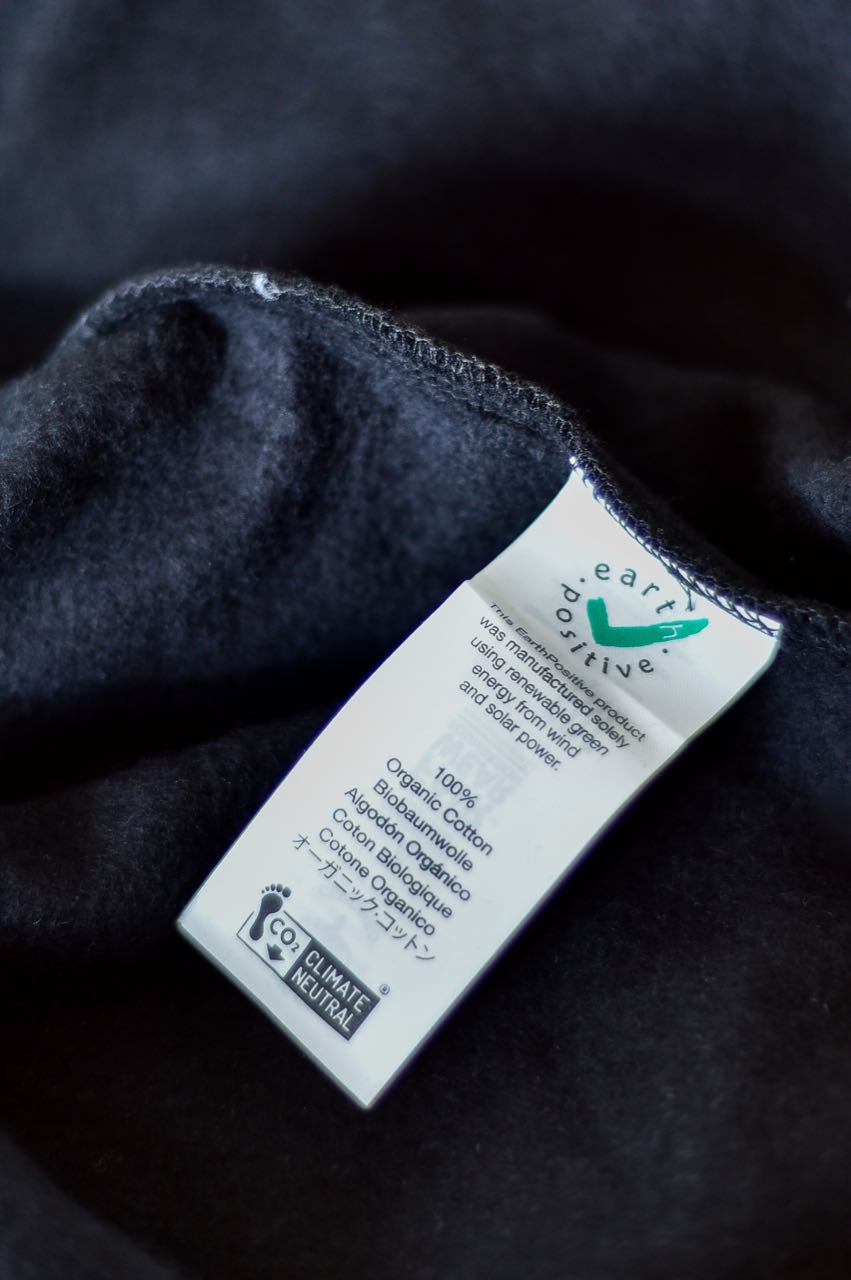 earth
positive
This EarthPositive product
was manufactured solely
using renewable green
energy from wind
and solar power.
100%
Organic Cotton
Biobaumwolle
Algodón Orgánico
Coton Biologique
Cotone Organico
オーガニック・コットン
CO₂
CLIMATE
NEUTRAL
®